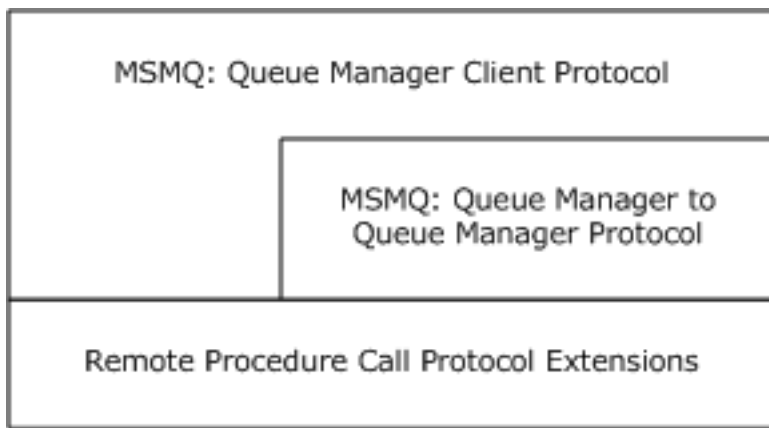 MSMQ: Queue Manager Client Protocol
MSMQ: Queue Manager to
Queue Manager Protocol
Remote Procedure Call Protocol Extensions